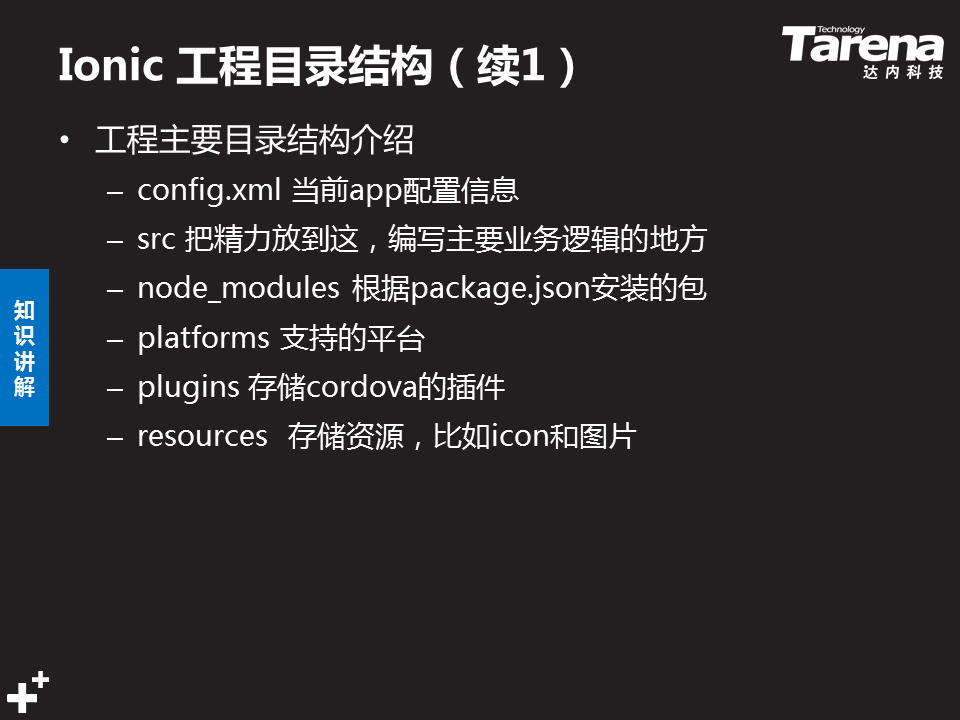 Ionic 工程目录结构（续1）
Technology
Tarena
达内科技
• 工程主要目录结构介绍
– config.xml 当前app配置信息
– src 把精力放到这，编写主要业务逻辑的地方
– node_modules 根据package.json安装的包
– platforms 支持的平台
– plugins 存储cordova的插件
– resources 存储资源，比如icon和图片
知
识
讲
解